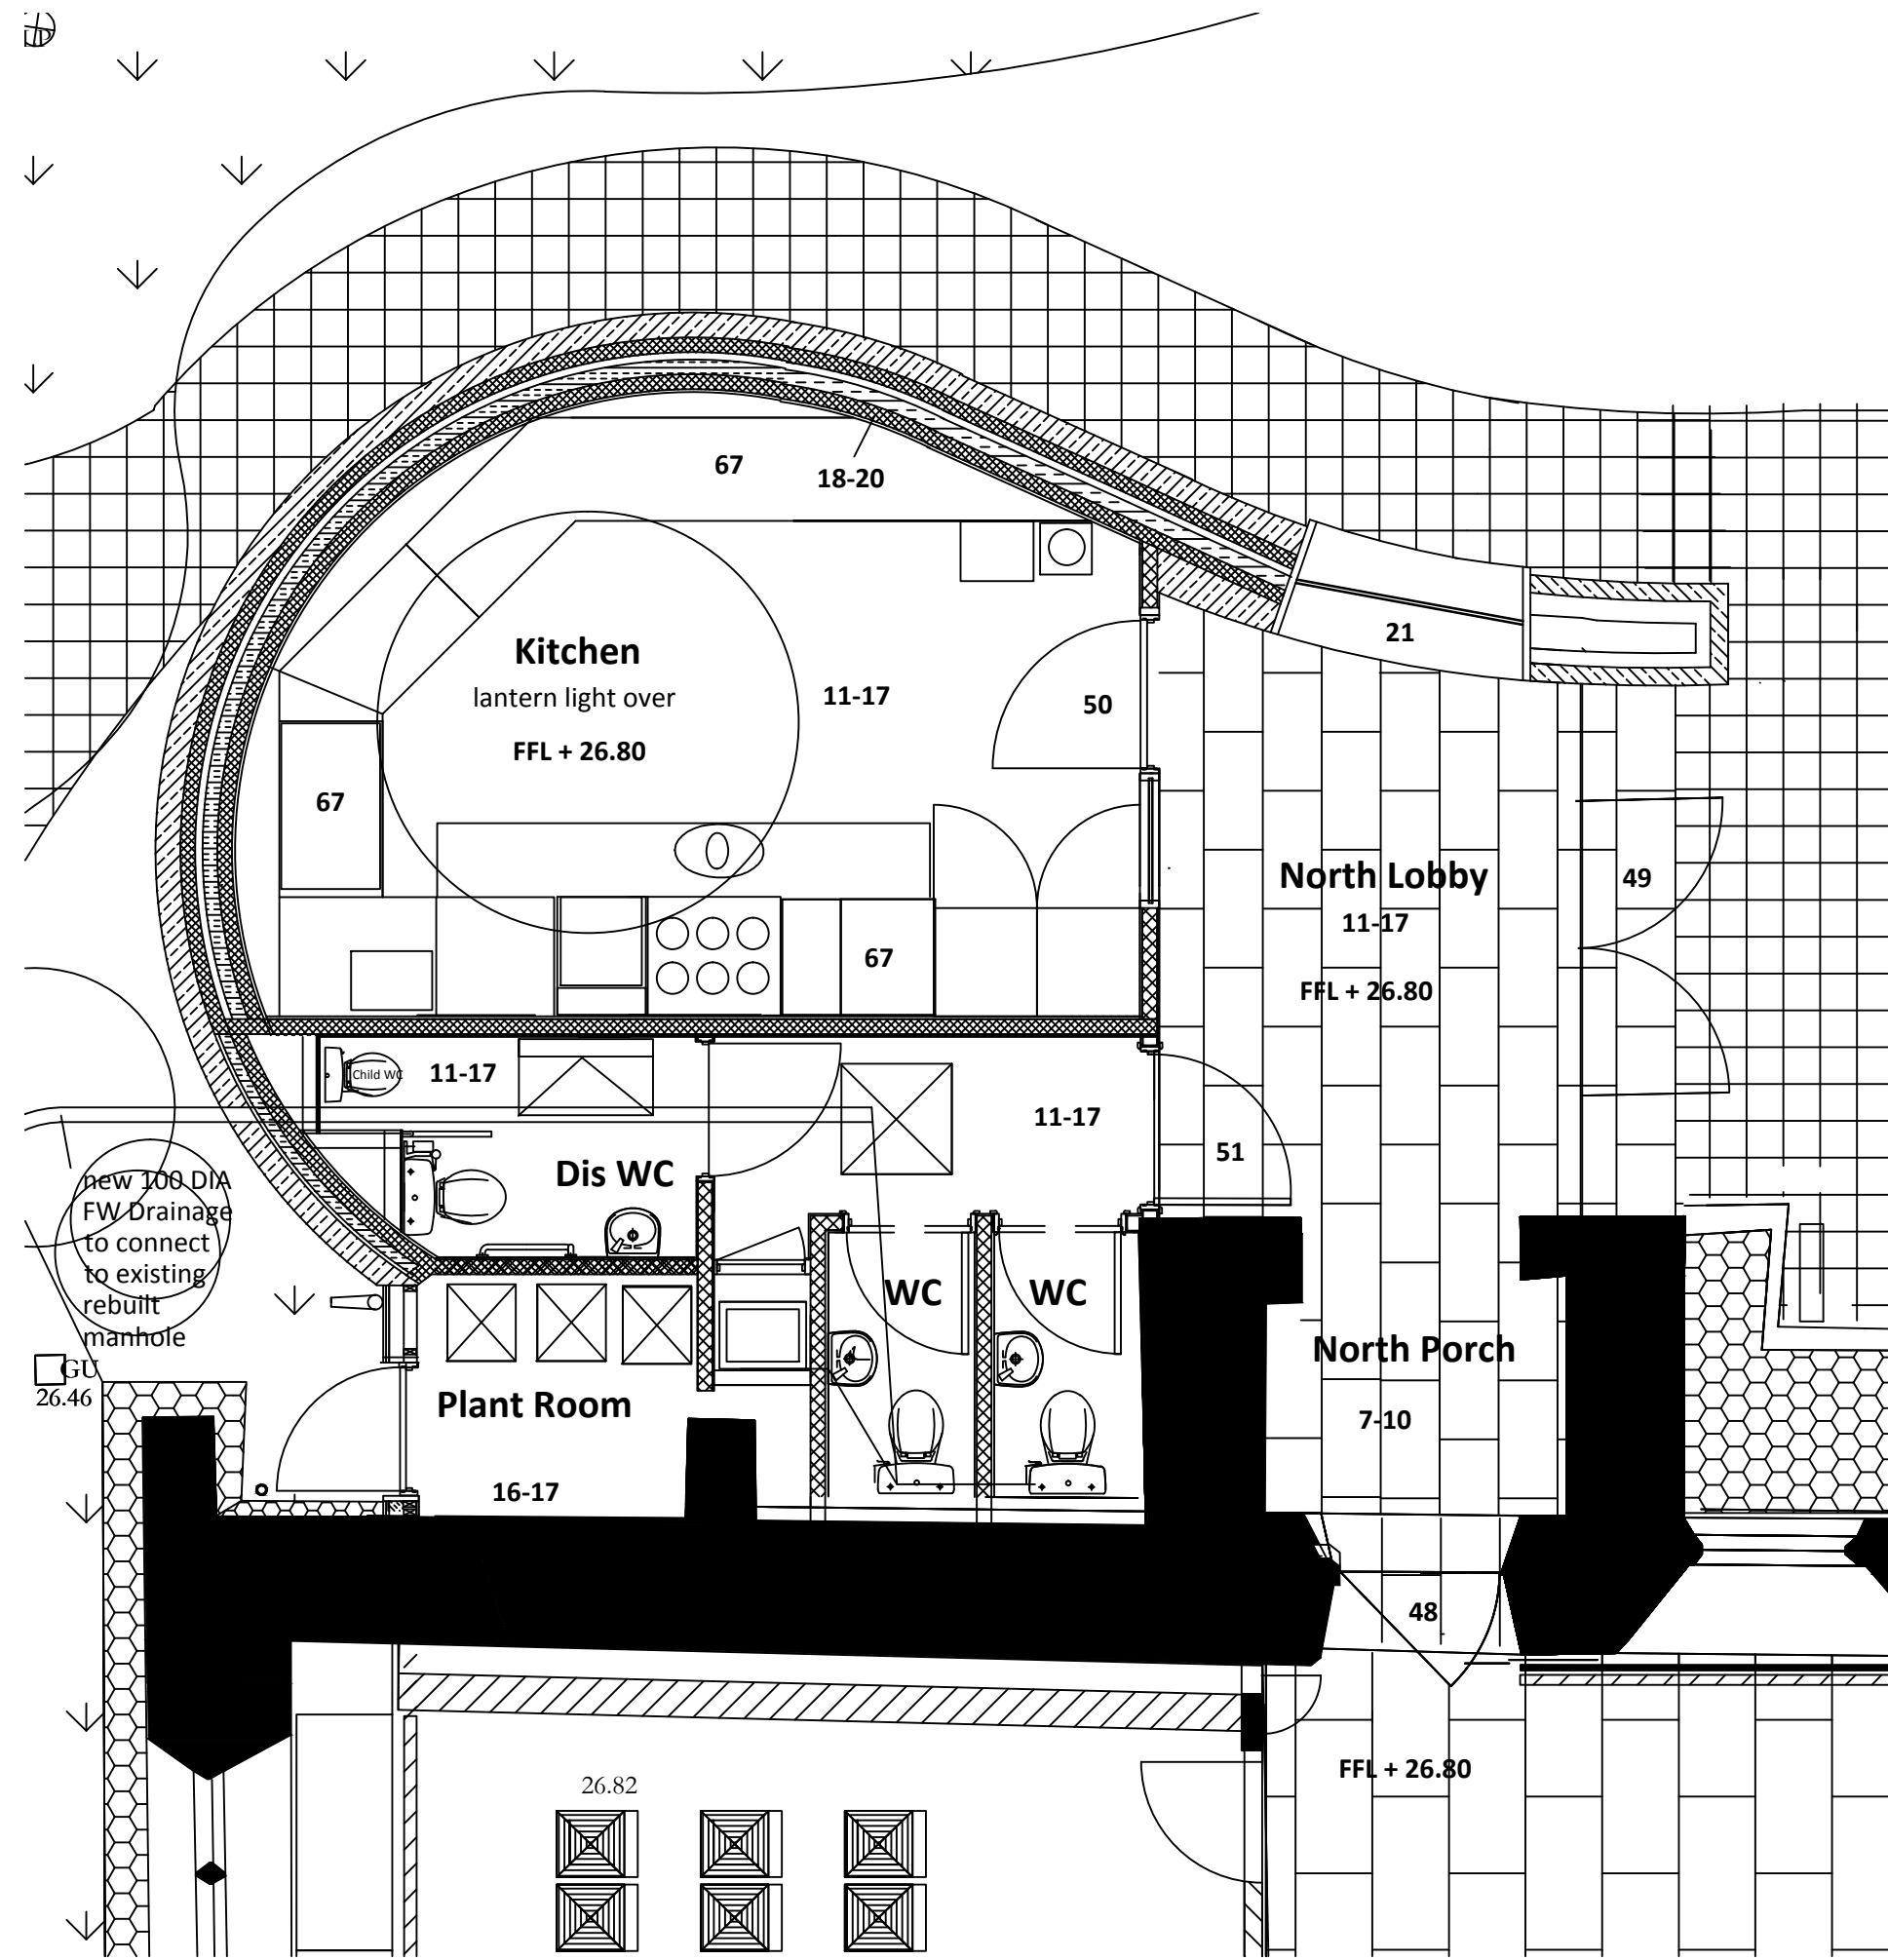 67
18-20
Kitchen
lantern light over
FFL + 26.80
11-17
50
21
67
67
North Lobby
11-17
FFL + 26.80
49
Child WC
11-17
11-17
51
Dis WC
new 100 DIA
FW Drainage
to connect
to existing
rebuilt
manhole
GU
26.46
WC
WC
Plant Room
16-17
North Porch
7-10
48
26.82
FFL + 26.80